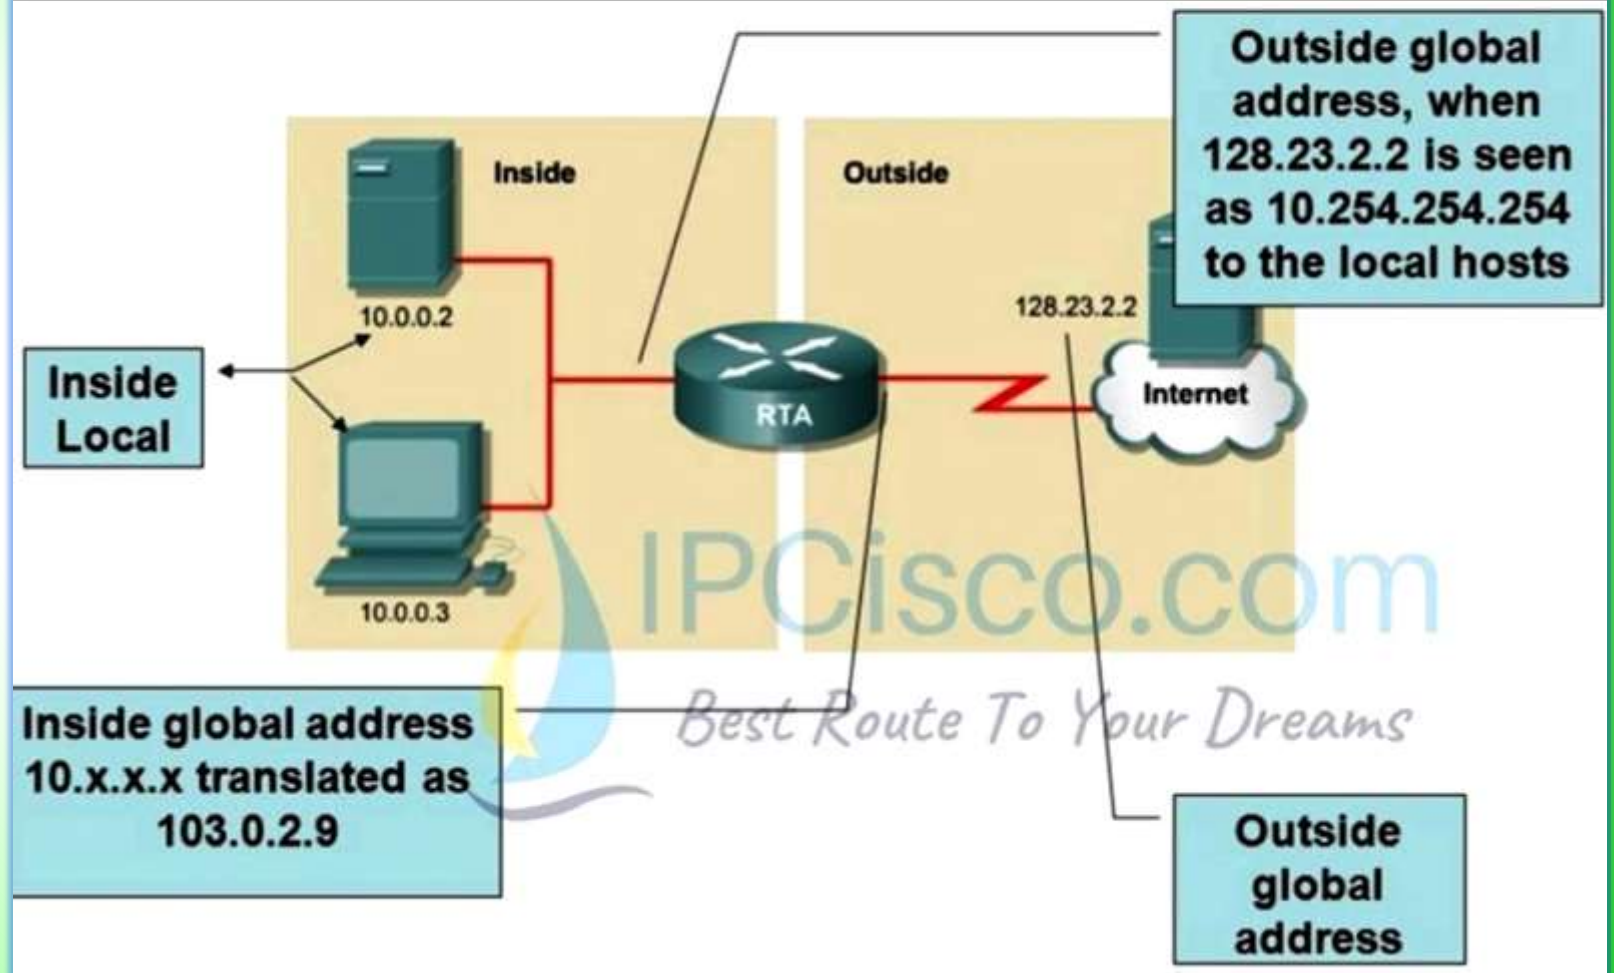 Outside global
address, when
128.23.2.2 is seen
as 10.254.254.254
to the local hosts
Inside
Outside
10.0.0.2
128.23.2.2
Inside
Local
RTA
Internet
10.0.0.3
IPCisco.com
Best Route To Your Dreams
Inside global address
10.x.x.x translated as
103.0.2.9
Outside
global
address